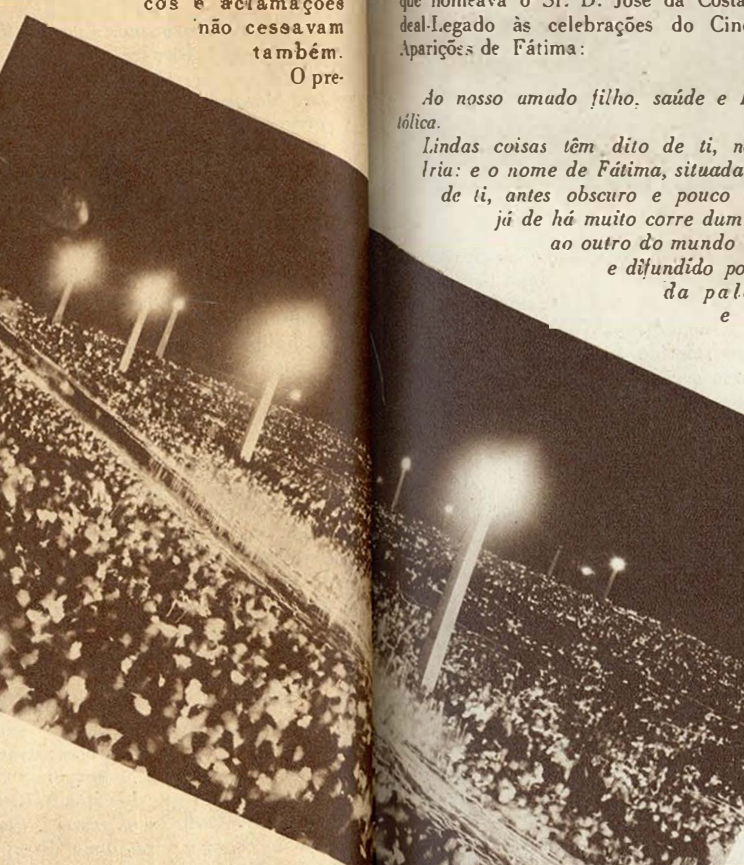 cos e aclamações
não cessavam
também.
O pre-
que nomeava o Sr. D. José da Costa
deal-Legado às celebrações do Cinq
Aparições de Fátima:
Ao nosso amado filho, saúde e
tólica.
Lindas coisas têm dito de ti,
Iria: e o nome de Fátima, situada
de ti, antes obscuro e pouco
já de há muito corre dum
ao outro do mundo
e difundido po
da pal
e